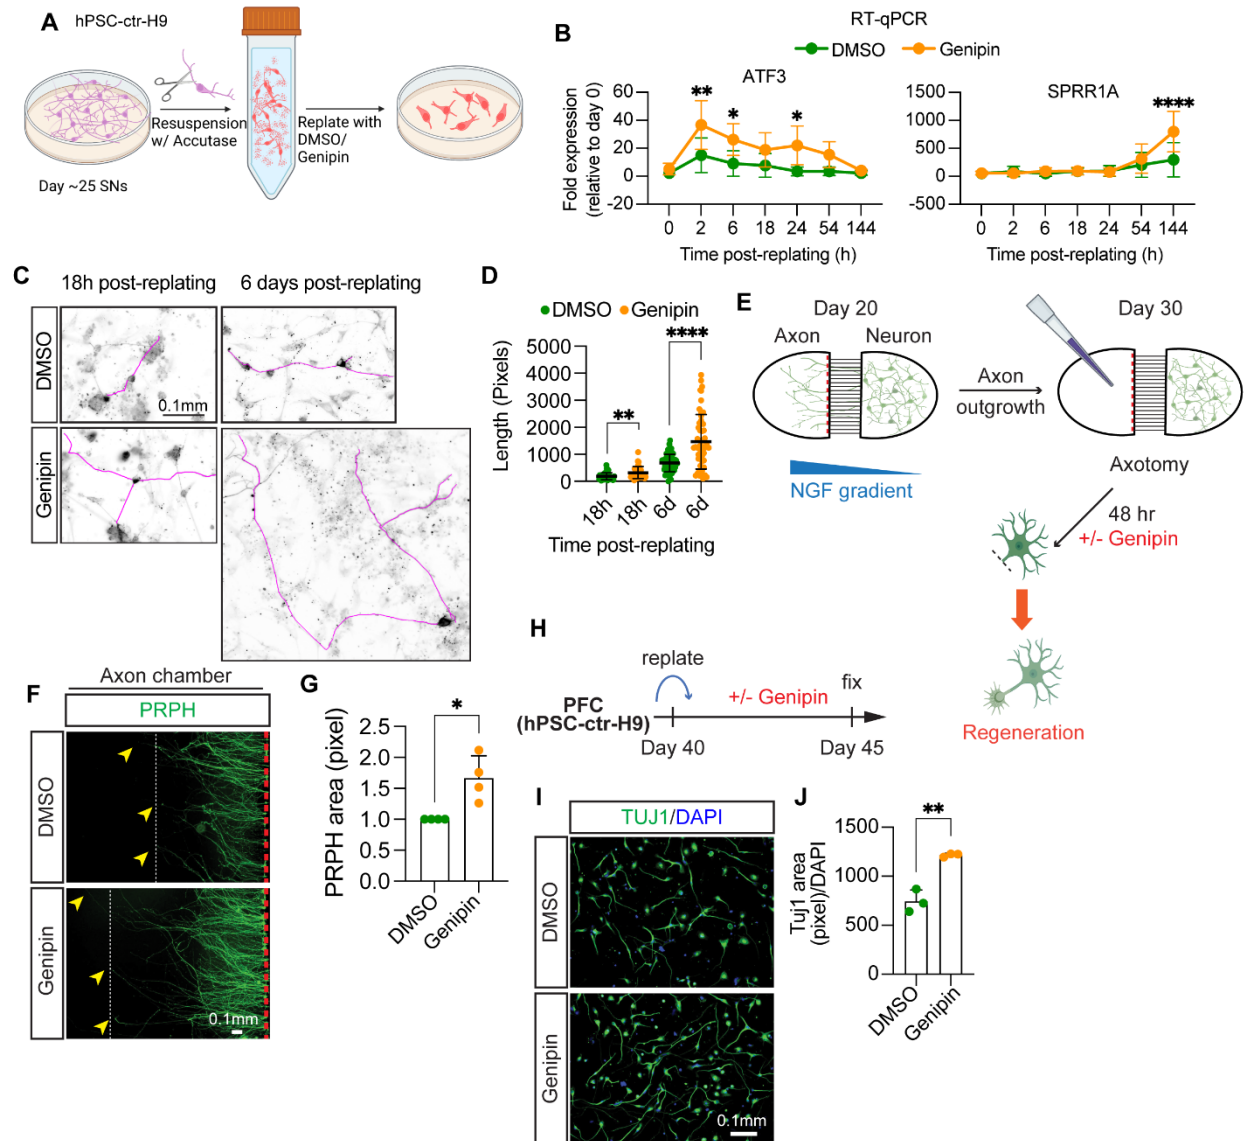 A
hPSC-ctr-H9
Resuspension
w/ Accutase
Replate with
DMSO/
Genipin
Day ~25 SNs
B
RT-qPCR
DMSO
Genipin
ATF3
Fold expression
(relative to day 0)
60
40
20
0
-20
**
*
*
0 2 6 18 24 54 144
Time post-replating (h)
SPRR1A
1500
1000
500
0
-500
****
0 2 6 18 24 54 144
Time post-replating (h)
C
18h post-replating
6 days post-replating
DMSO
0.1mm
Genipin
D
DMSO
Genipin
Length (Pixels)
5000
4000
3000
2000
1000
0
**
****
18h 18h 6d 6d
Time post-replating
E
Day 20
Axon
Neuron
NGF gradient
Axon
outgrowth
Day 30
Axotomy
48 hr
+/- Genipin
Regeneration
F
Axon chamber
PRPH
DMSO
Genipin
0.1mm
G
PRPH area (pixel)
2.5
2.0
1.5
1.0
0.5
0.0
*
DMSO
Genipin
H
replate
PFC
(hPSC-ctr-H9)
+/- Genipin
fix
Day 40
Day 45
I
TUJ1/DAPI
DMSO
Genipin
0.1mm
J
Tuj1 area
(pixel)/DAPI
1500
1000
500
0
**
DMSO
Genipin